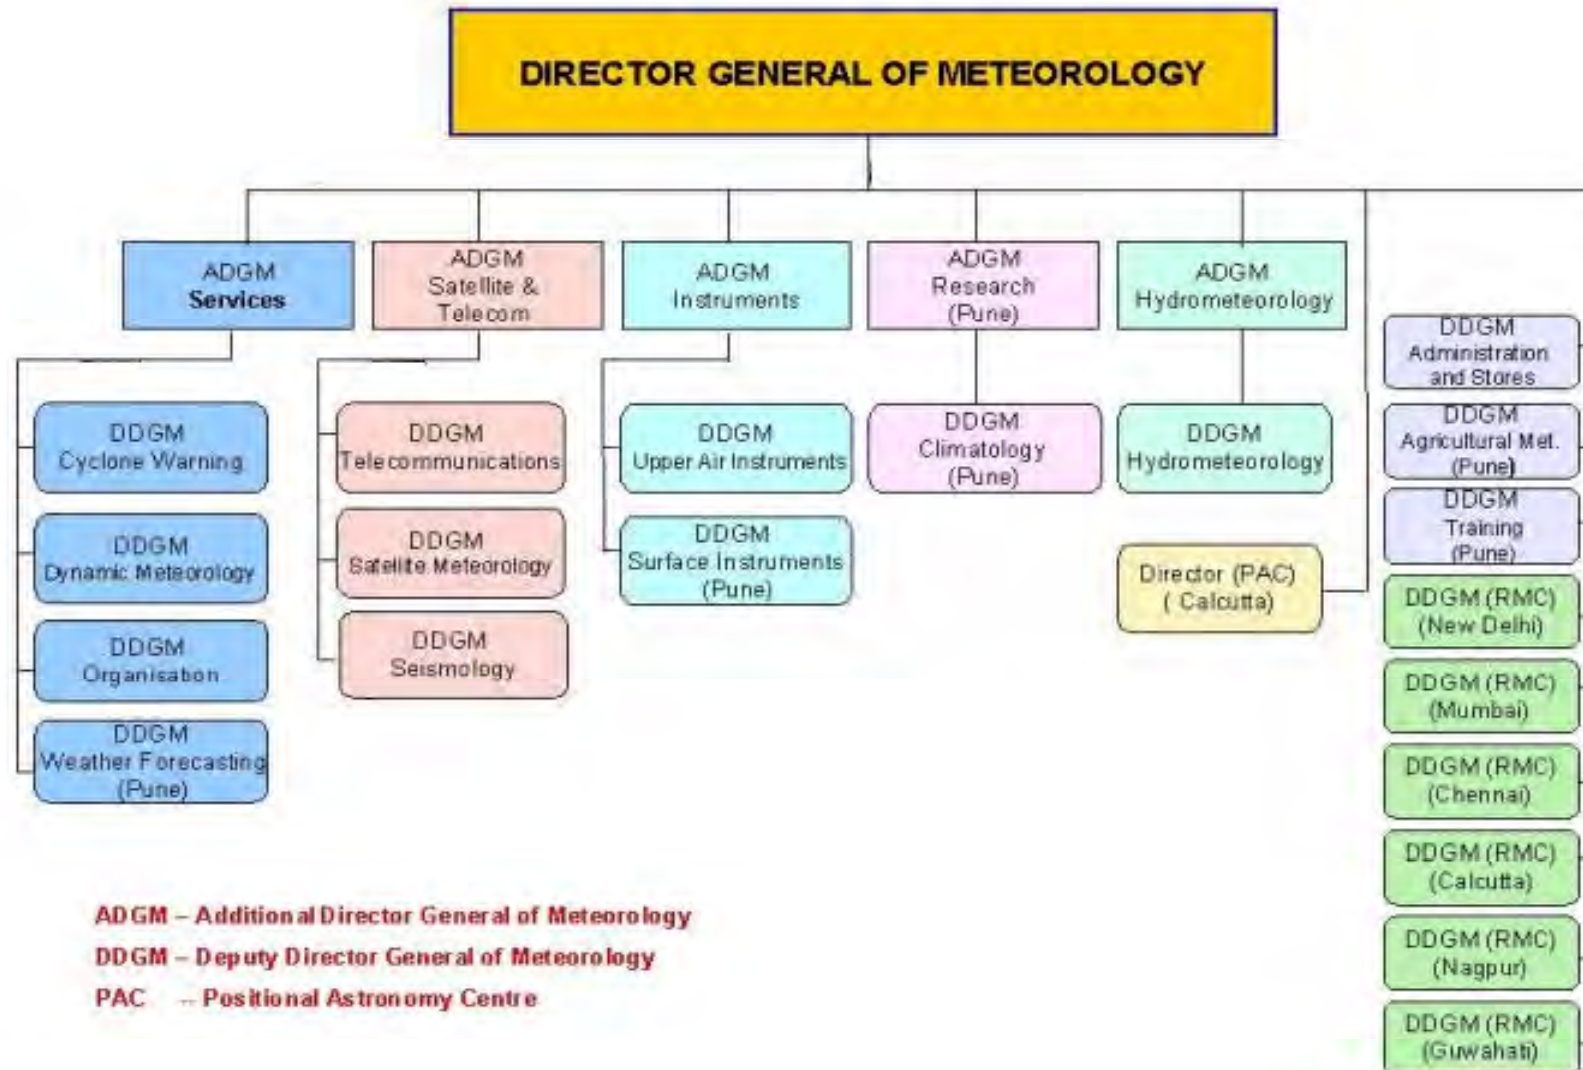 DIRECTOR GENERAL OF METEOROLOGY
ADGM
Services
ADGM
Satellite &
Telecom
ADGM
Instruments
ADGM
Research
(Pune)
ADGM
Hydrometeorology
DDGM
Cyclone Warning
DDGM
Dynamic Meteorology
DDGM
Organisation
DDGM
Weather Forecasting
(Pune)
DDGM
Telecommunications
DDGM
Satellite Meteorology
DDGM
Seismology
DDGM
Upper Air Instruments
DDGM
Surface Instruments
(Pune)
DDGM
Climatology
(Pune)
DDGM
Hydrometeorology
Director (PAC)
( Calcutta)
DDGM
Administration
and Stores
DDGM
Agricultural Met.
(Pune)
DDGM
Training
(Pune)
DDGM (RMC)
(New Delhi)
DDGM (RMC)
(Mumbai)
DDGM (RMC)
(Chennai)
DDGM (RMC)
(Calcutta)
DDGM (RMC)
(Nagpur)
DDGM (RMC)
(Guwahati)
ADGM – Additional Director General of Meteorology
DDGM – Deputy Director General of Meteorology
PAC – Positional Astronomy Centre